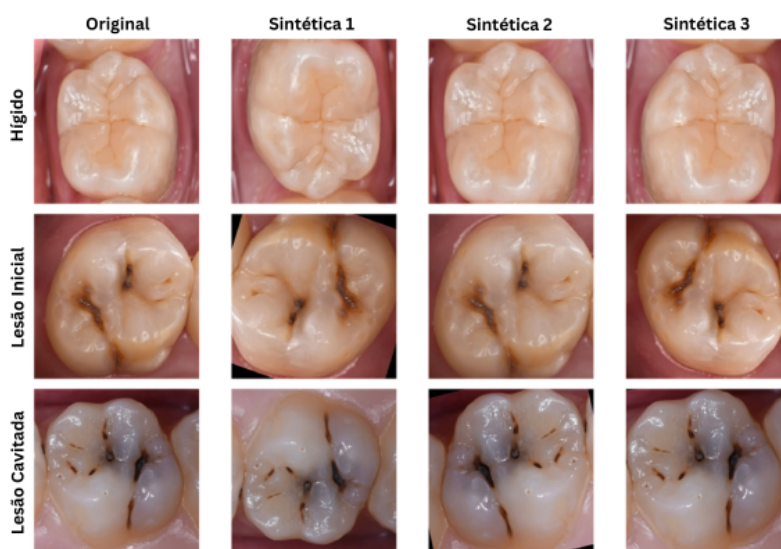 Original
Sintética 1
Sintética 2
Sintética 3
Hígido
Lesão Inicial
Lesão Cavitada